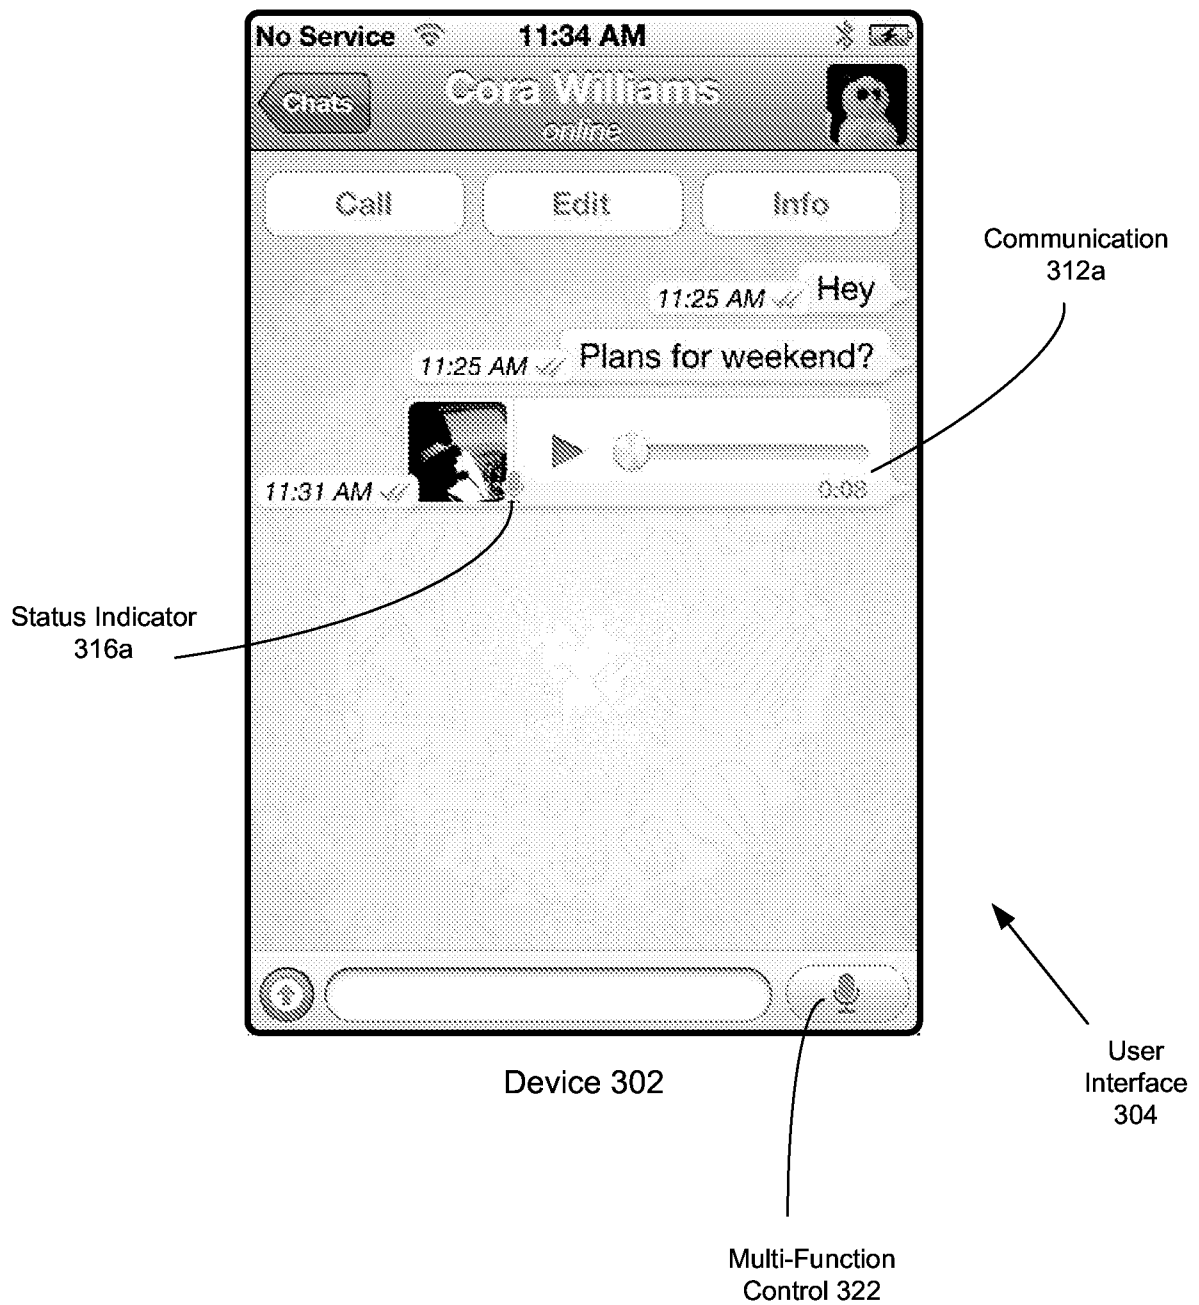 No Service 11:34 AM
Chats
Cora Williams
online
Call Edit Info
Communication
312a
11:25 AM Hey
11:25 AM Plans for weekend?
11:31 AM 0:08
Status Indicator
316a
Device 302
User
Interface
304
Multi-Function
Control 322